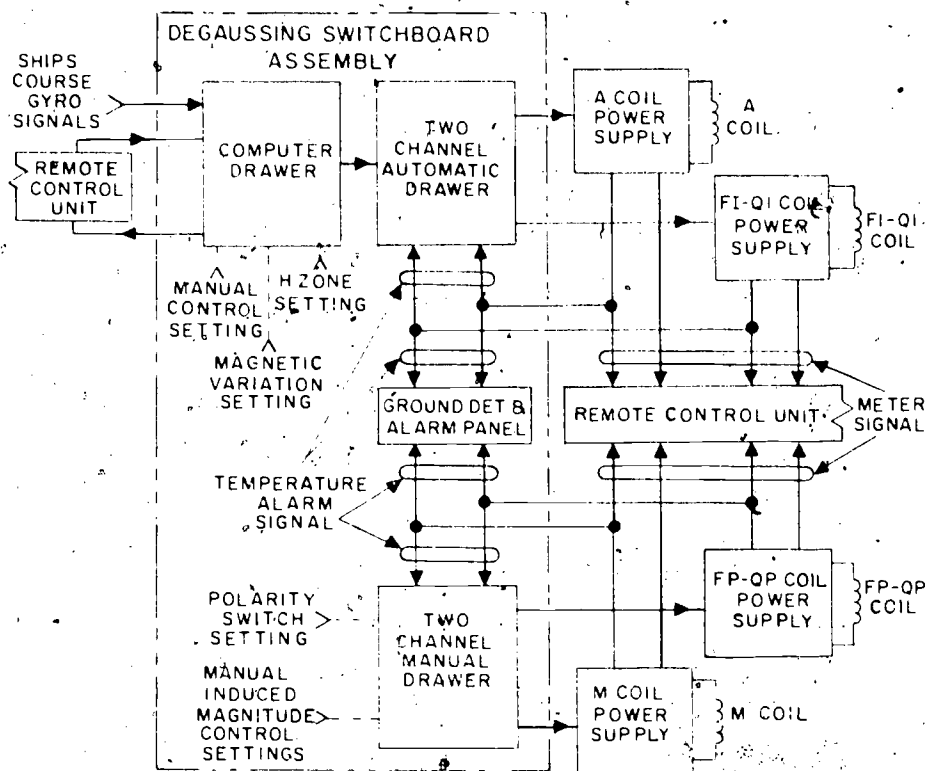 DEGAUSSING SWITCHBOARD
ASSEMBLY
SHIPS
COURSE
GYRO
SIGNALS
REMOTE
CONTROL
UNIT
COMPUTER
DRAWER
TWO
CHANNEL
AUTOMATIC
DRAWER
A COIL
POWER
SUPPLY
A
COIL
FI-QI COIL
POWER
SUPPLY
FI-QI
COIL
MANUAL
CONTROL
SETTING
H ZONE
SETTING
MAGNETIC
VARIATION
SETTING
GROUND DET &
ALARM PANEL
REMOTE CONTROL UNIT
METER
SIGNAL
TEMPERATURE
ALARM
SIGNAL
POLARITY
SWITCH
SETTING
MANUAL
INDUCED
MAGNITUDE
CONTROL
SETTINGS
TWO
CHANNEL
MANUAL
DRAWER
FP-QP COIL
POWER
SUPPLY
FP-QP
COIL
M COIL
POWER
SUPPLY
M COIL